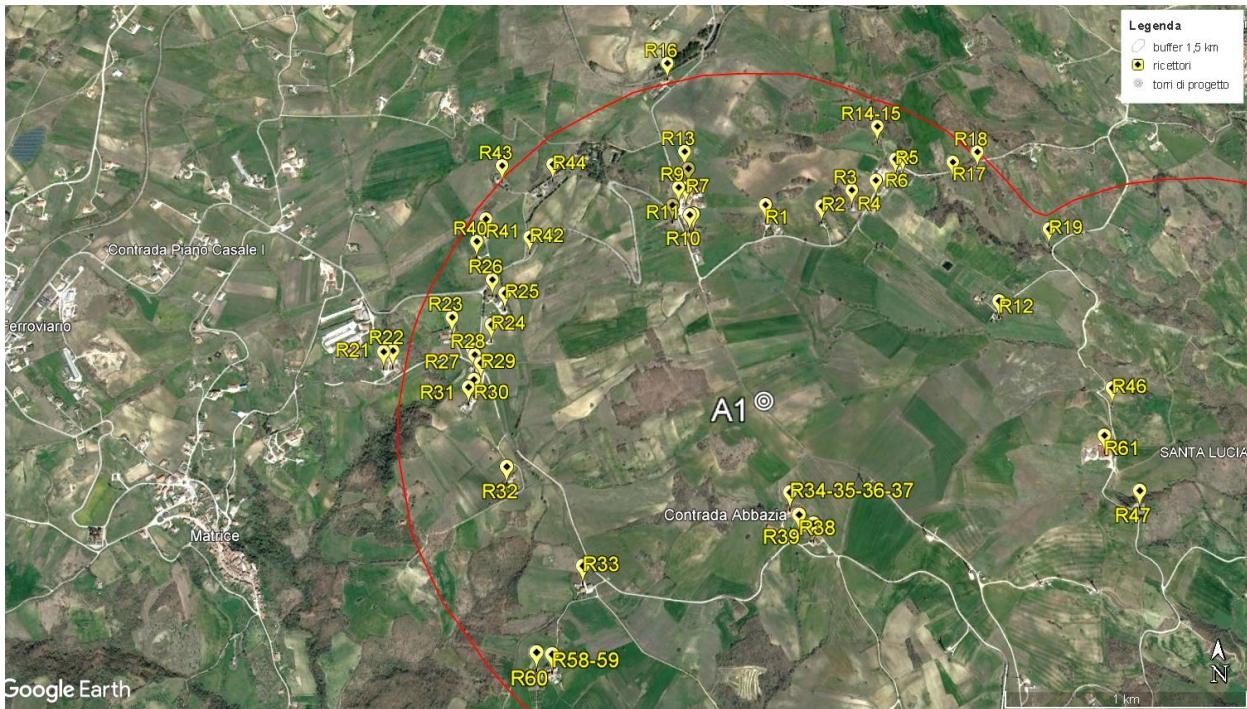 Legenda
buffer 1,5 km
ricettori
torri di progetto
R16
R14-15
R13
R18
R5
R43
R44
R17
R9
R7
R3
R6
R11
R1
R2
R4
R10
R40
R41
R42
R19
Contrada Piano Casale I
R26
R25
R12
R23
R24
Ferroviario
R22
R28
R21
R27
R29
R31
R30
R46
A1
R61
SANTA LUCIA
R32
R34-35-36-37
R47
Contrada Abbazia
R38
R39
Matrice
R33
R58-59
R60
N
Google Earth
1 km